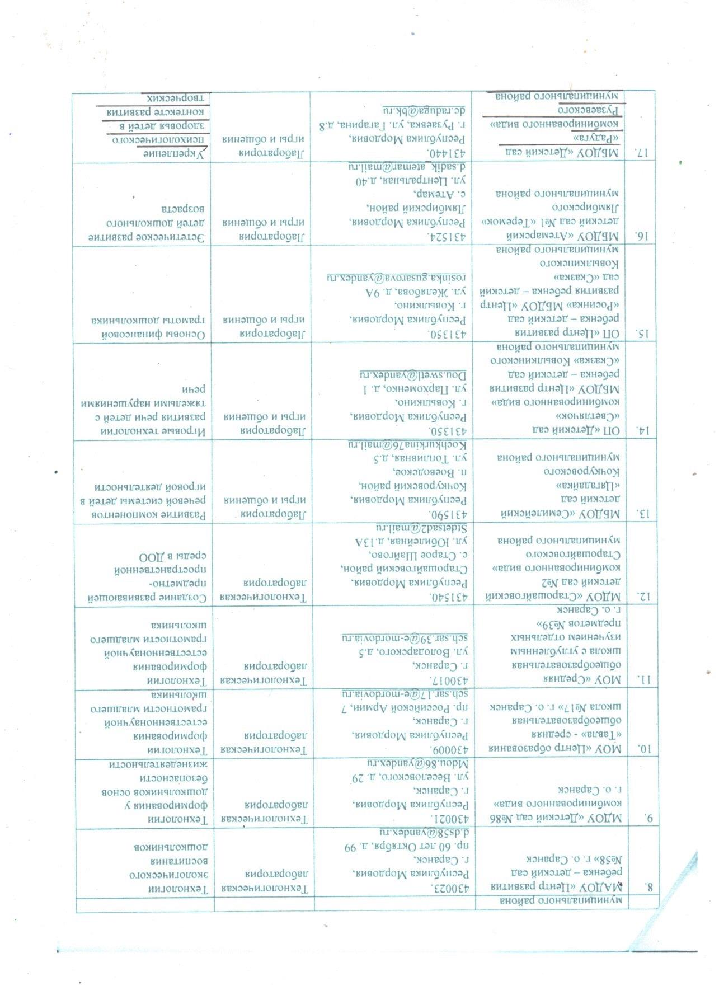 муниципального района
8.
МАДОУ «Центр развития
ребенка – детский сад
№58» г. о. Саранск
430023.
Республика Мордовия,
г. Саранск,
пр. 60 лет Октября, д. 99
d.ds58@yandex.ru
Технологическая
лаборатория
Технологии
экологического
воспитания
дошкольников
9.
МДОУ «Детский сад №86
комбинированного вида»
г. о. Саранск
430021.
Республика Мордовия,
г. Саранск,
ул. Веселовского, д. 29
Mdou.86@yandex.ru
Технологическая
лаборатория
Технологии
формирования у
дошкольников основ
безопасности
жизнедеятельности
10.
МОУ «Центр образования
«Тавла» - средняя
общеобразовательная
школа №17» г. о. Саранск
430009.
Республика Мордовия,
г. Саранск,
пр. Российской Армии, 7
sch.sar.17@e-mordovia.ru
Технологическая
лаборатория
Технологии
формирования
естественнонаучной
грамотности младшего
школьника
11.
МОУ «Средняя
общеобразовательная
школа с углубленным
изучением отдельных
предметов №39»
г. о. Саранск
430017.
г. Саранск,
ул. Володарского, д.5
sch.sar.39@e-mordovia.ru
Технологическая
лаборатория
Технологии
формирования
естественнонаучной
грамотности младшего
школьника
12.
МДОУ «Старошайговский
детский сад №2
комбинированного вида»
Старошайговского
муниципального района
431540.
Республика Мордовия.
Старошайговский район,
с. Старое Шайгово,
ул. Юбилейная, д.13А
Stdetsad2@mail.ru
Технологическая
лаборатория
Создание развивающей
предметно-
пространственной
среды в ДОО
13.
МБДОУ «Семилейский
детский сад
«Цягадайка»
Кочкуровского
муниципального района
431590.
Республика Мордовия,
Кочкуровский район,
п. Воеводское,
ул. Топливная, д.5
Kochkurkina76@mail.ru
Лаборатория
игры и общения
Развитие компонентов
речевой системы детей в
игровой деятельности
14.
ОП «Детский сад
«Светлячок»
комбинированного вида»
МБДОУ «Центр развития
ребенка – детский сад
«Сказка» Ковылкинского
муниципального района
431350.
Республика Мордовия,
г. Ковылкино,
ул. Пархоменко, д. 1
Dou.swetl@yandex.ru
Лаборатория
игры и общения
Игровые технологии
развития речи детей с
тяжелыми нарушениями
речи
15.
ОП «Центр развития
ребенка – детский сад
«Росинка» МБДОУ «Центр
развития ребенка – детский
сад «Сказка»
Ковылкинского
муниципального района
431350.
Республика Мордовия,
г. Ковылкино,
ул. Желябова, д. 9А
rosinka.gusarova@yandex.ru
Лаборатория
игры и общения
Основы финансовой
грамоты дошкольника
16.
МБДОУ «Атемарский
детский сад №1 «Теремок»
Лямбирского
муниципального района
431524.
Республика Мордовия,
Лямбирский район,
с. Атемар,
ул. Центральная, д.40
d.sadik_atemar@mail.ru
Лаборатория
игры и общения
Эстетическое развитие
детей дошкольного
возраста
17.
МБДОУ «Детский сад
«Радуга»
комбинированного вида»
Рузаевского
муниципального района
431440.
Республика Мордовия,
г. Рузаевка, ул. Гагарина, д.8
dc.raduga@bk.ru
Лаборатория
игры и общения
Укрепление
психологического
здоровья детей в
контексте развития
творческих